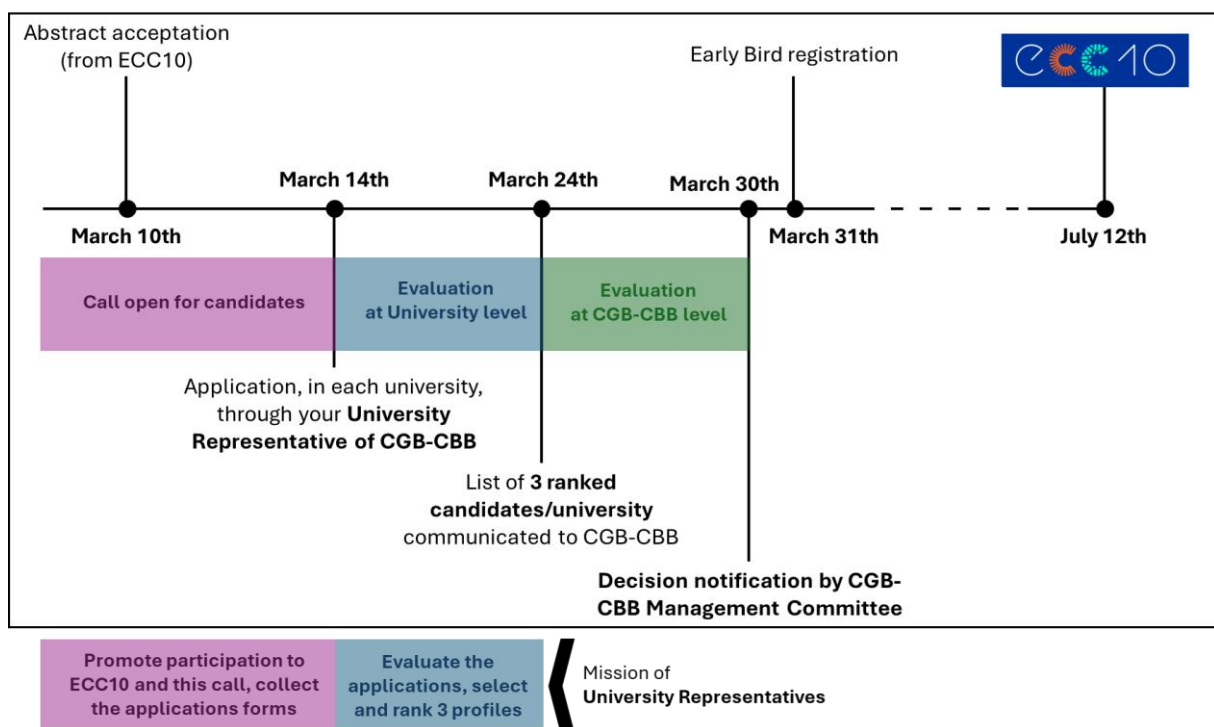 Abstract acceptation
(from ECC10)
Early Bird registration
ecc10
March 14th
March 24th
March 30th
March 10th
March 31th
July 12th
Call open for candidates
Evaluation
at University level
Evaluation
at CGB-CBB level
Application, in each university,
through your University
Representative of CGB-CBB
List of 3 ranked
candidates/university
communicated to CGB-CBB
Decision notification by CGB-
CBB Management Committee
Promote participation to
ECC10 and this call, collect
the applications forms
Evaluate the
applications, select
and rank 3 profiles
Mission of
University Representatives